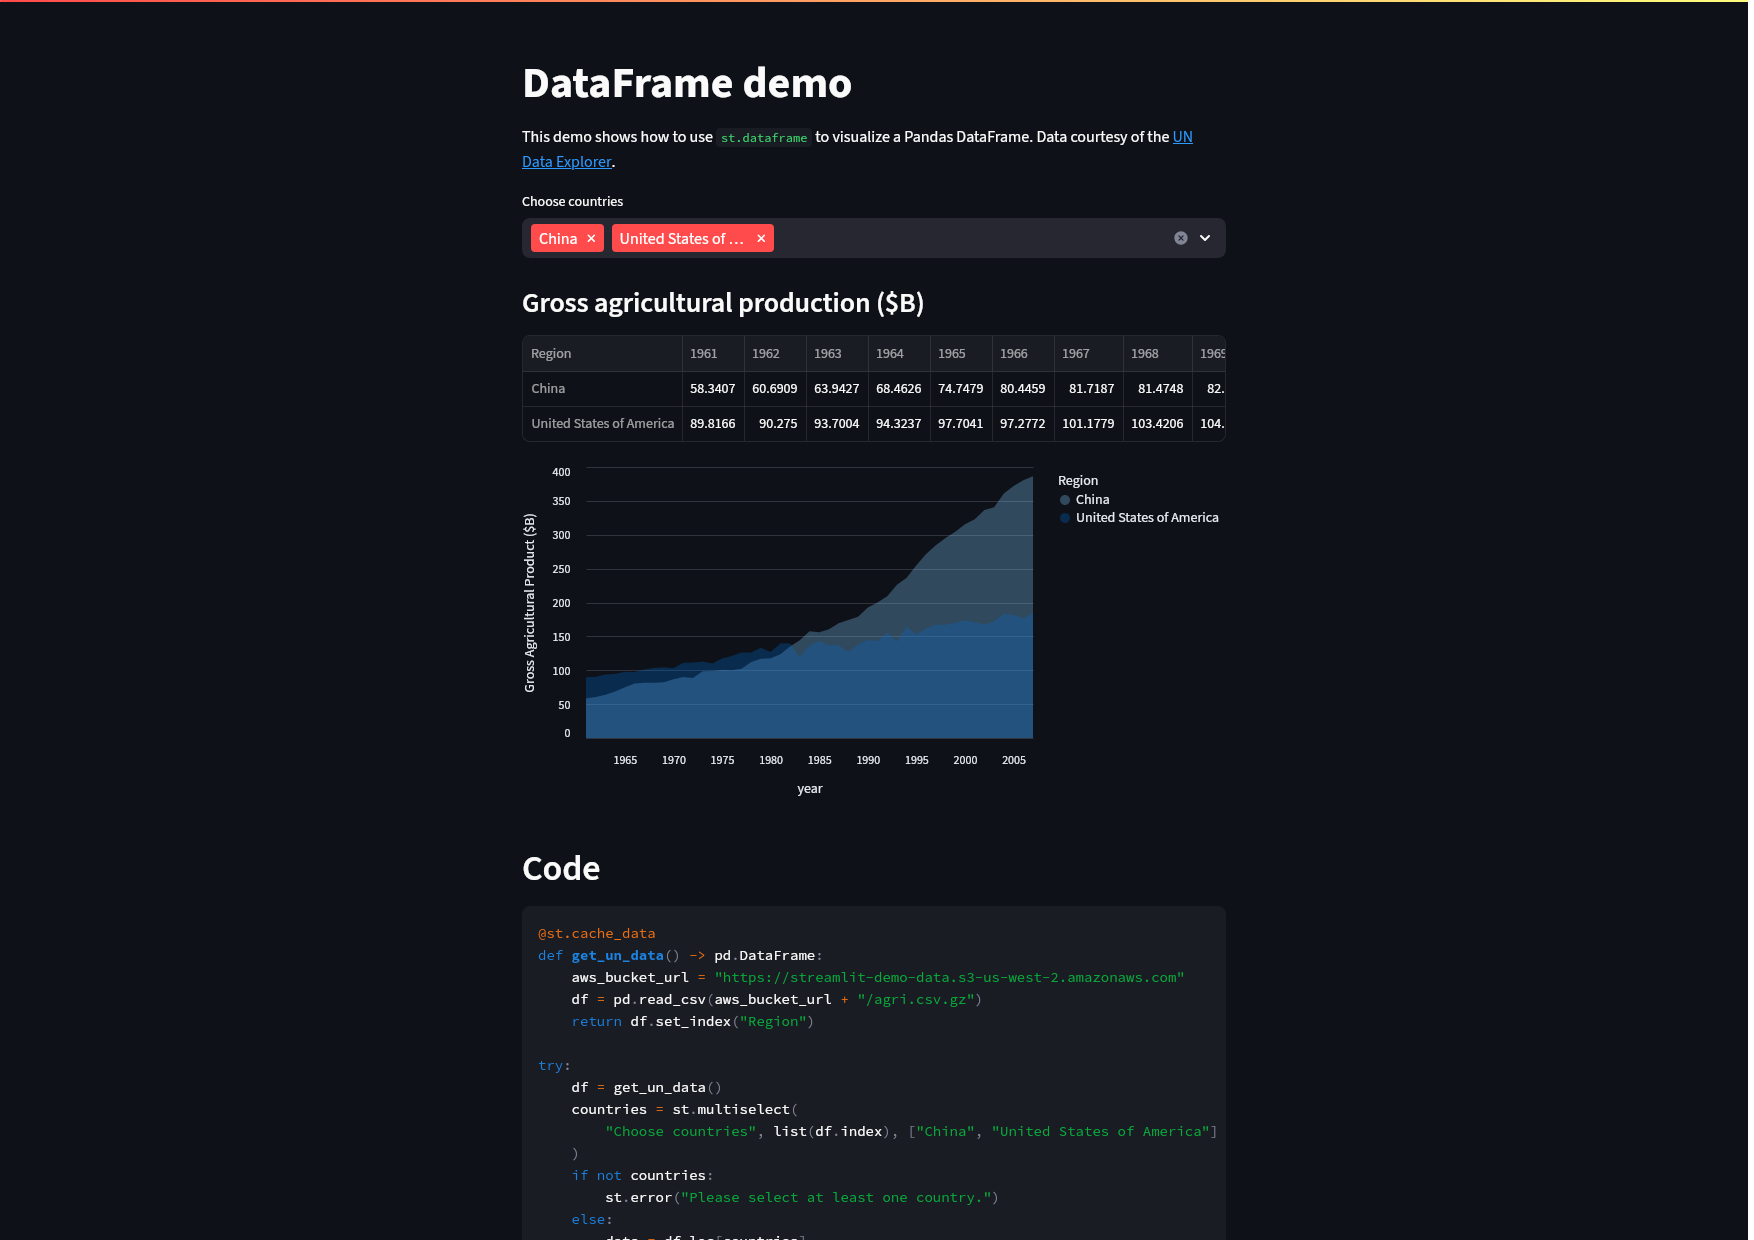 DataFrame demo
This demo shows how to use st.dataframe to visualize a Pandas DataFrame. Data courtesy of the UN
Data Explorer.
Choose countries
China
United States of ...
Gross agricultural production ($B)
Region 1961 1962 1963 1964 1965 1966 1967 1968 1969
China 58.3407 60.6909 63.9427 68.4626 74.7479 80.4459 81.7187 81.4748 82.
United States of America 89.8166 90.275 93.7004 94.3237 97.7041 97.2772 101.1779 103.4206 104.
Gross Agricultural Product ($B)
400
350
300
250
200
150
100
50
0
1965 1970 1975 1980 1985 1990 1995 2000 2005
year
Region
China
United States of America
Code
@st.cache_data
def get_un_data() -> pd.DataFrame:
    aws_bucket_url = "https://streamlit-demo-data.s3-us-west-2.amazonaws.com"
    df = pd.read_csv(aws_bucket_url + "/agri.csv.gz")
    return df.set_index("Region")
try:
    df = get_un_data()
    countries = st.multiselect(
        "Choose countries", list(df.index), ["China", "United States of America"]
    )
    if not countries:
        st.error("Please select at least one country.")
    else: